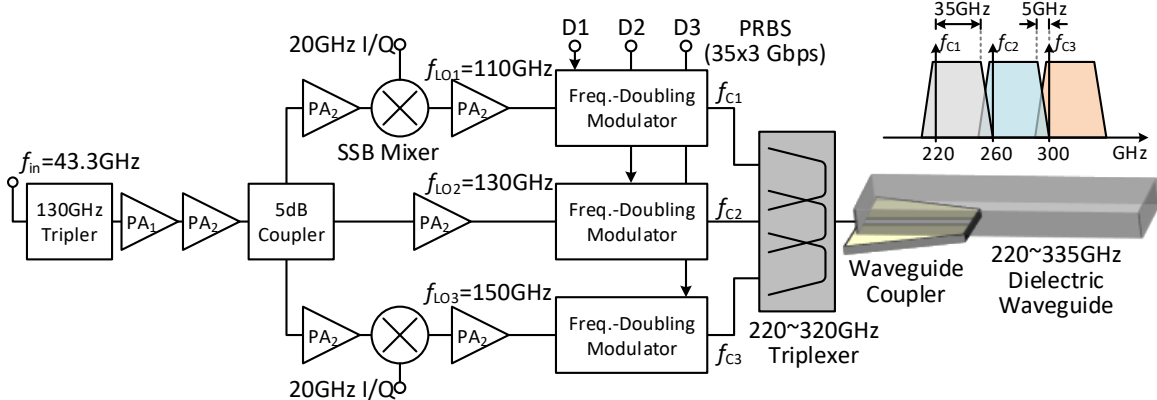 D1
D2
D3
PRBS
(35x3 Gbps)
20GHz I/Q
fLO1=110GHz
PA2
SSB Mixer
PA2
Freq.-Doubling
Modulator
fC1
35GHz
5GHz
fC1
fC2
fC3
220
260
300
GHz
fin=43.3GHz
130GHz
Tripler
PA1
PA2
5dB
Coupler
fLO2=130GHz
PA2
Freq.-Doubling
Modulator
fC2
fLO3=150GHz
PA2
PA2
20GHz I/Q
Freq.-Doubling
Modulator
fC3
220~320GHz
Triplexer
Waveguide
Coupler
220~335GHz
Dielectric
Waveguide